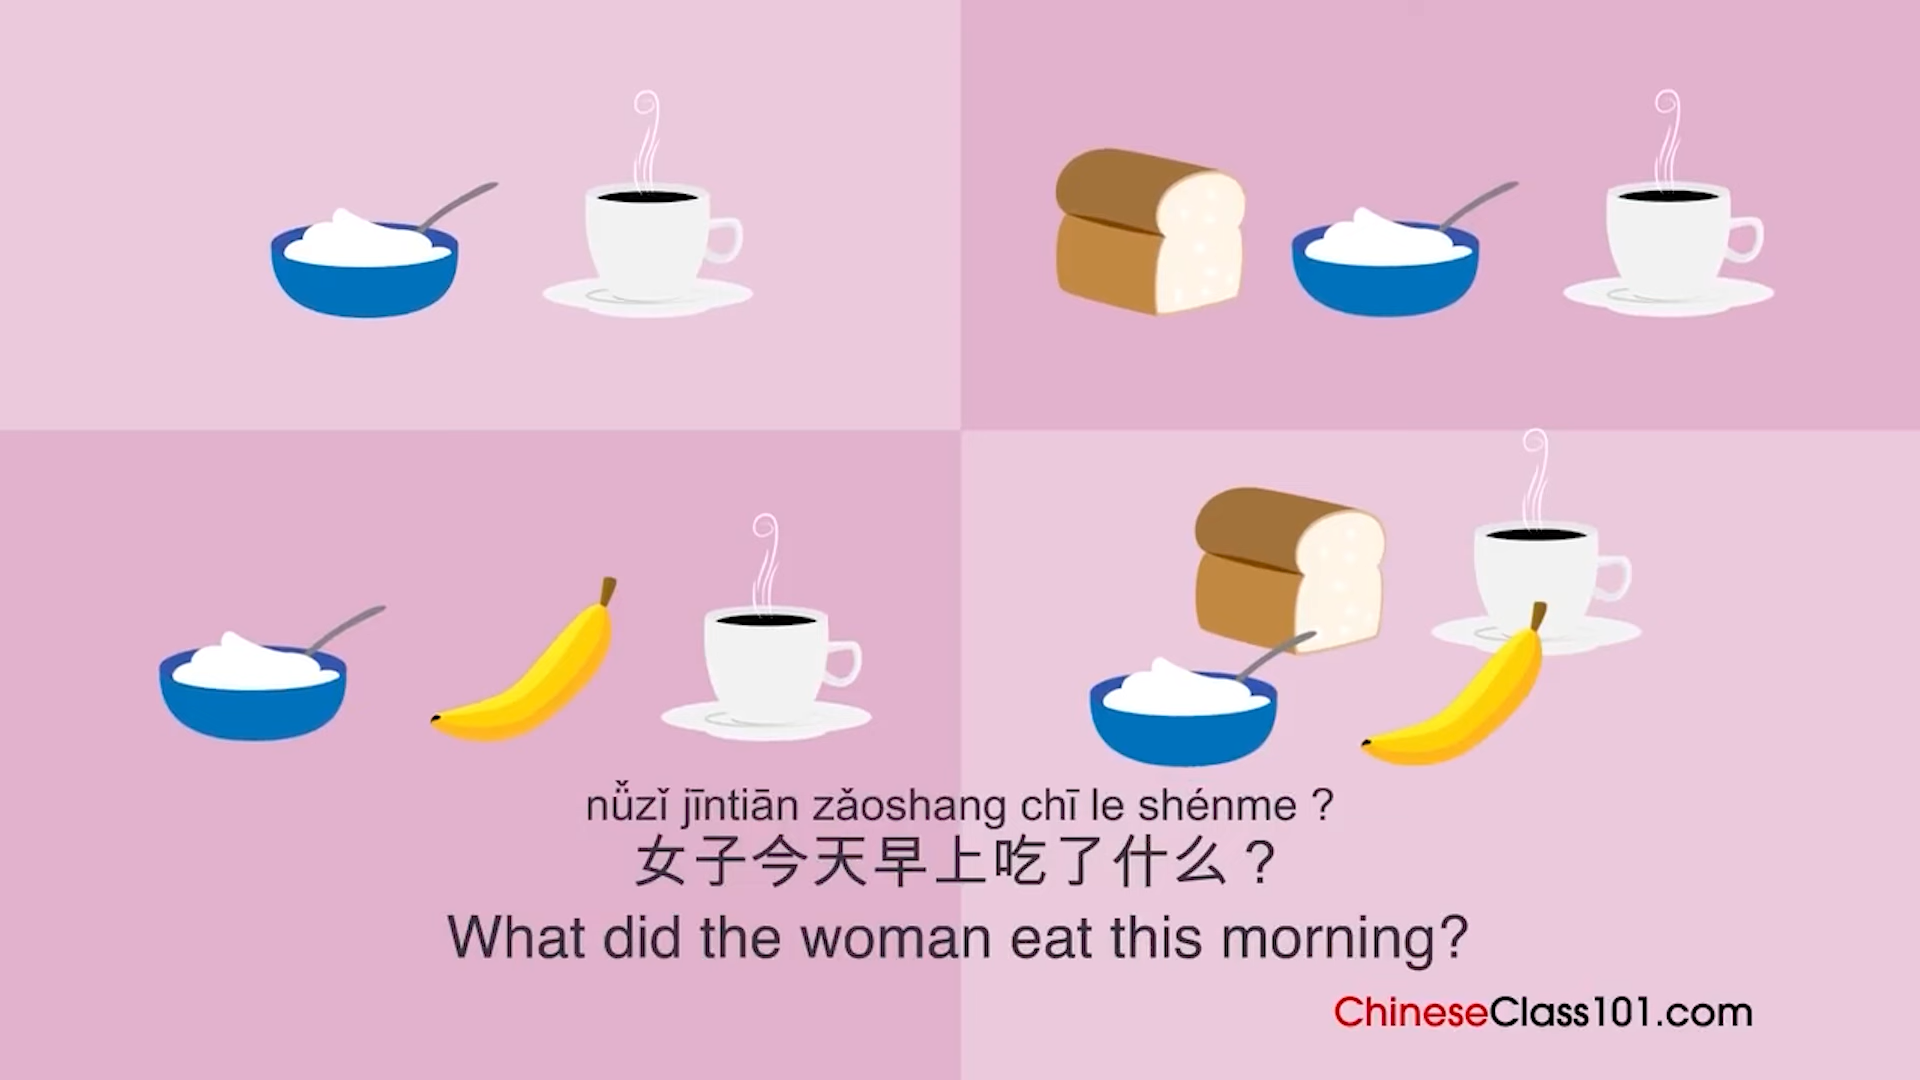 nǚzǐ jīntiān zǎoshang chī le shénme ?
女子今天早上吃了什么？
What did the woman eat this morning?
ChineseClass101.com